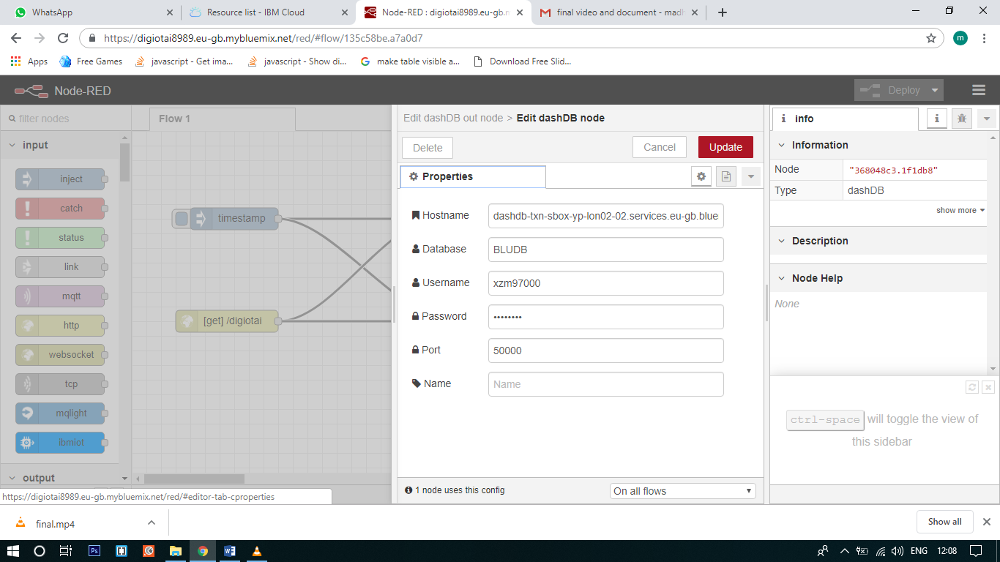 WhatsApp
Resource list - IBM Cloud
Node-RED : digiotai8989.eu-gb.m
final video and document - madh
https://digiotai8989.eu-gb.mybluemix.net/red/#flow/135c58be.a7a0d7
m
Apps
Free Games
javascript - Get ima...
javascript - Show di...
make table visible a...
Download Free Slid...
Node-RED
Deploy
filter nodes
Flow 1
input
inject
catch
status
link
mqtt
http
websocket
tcp
mqlight
ibmiot
output
timestamp
[get] /digiotai
Edit dashDB out node > Edit dashDB node
Delete
Cancel
Update
Properties
Hostname
dashdb-txn-sbox-yp-lon02-02.services.eu-gb.blue
Database
BLUDB
Username
xzm97000
Password
••••••••
Port
50000
Name
Name
1 node uses this config
On all flows
info
Information
Node
"368048c3.1f1db8"
Type
dashDB
show more
Description
Node Help
None
ctrl-space will toggle the view of
this sidebar
https://digiotai8989.eu-gb.mybluemix.net/red/#editor-tab-cproperties
final.mp4
Show all
Ps
ENG
12:08